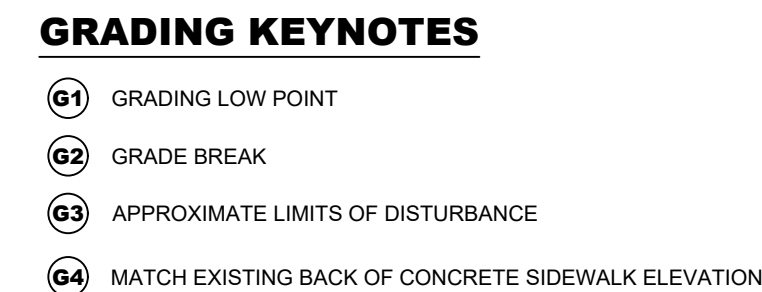 GRADING KEYNOTES
G1 GRADING LOW POINT
G2 GRADE BREAK
G3 APPROXIMATE LIMITS OF DISTURBANCE
G4 MATCH EXISTING BACK OF CONCRETE SIDEWALK ELEVATION